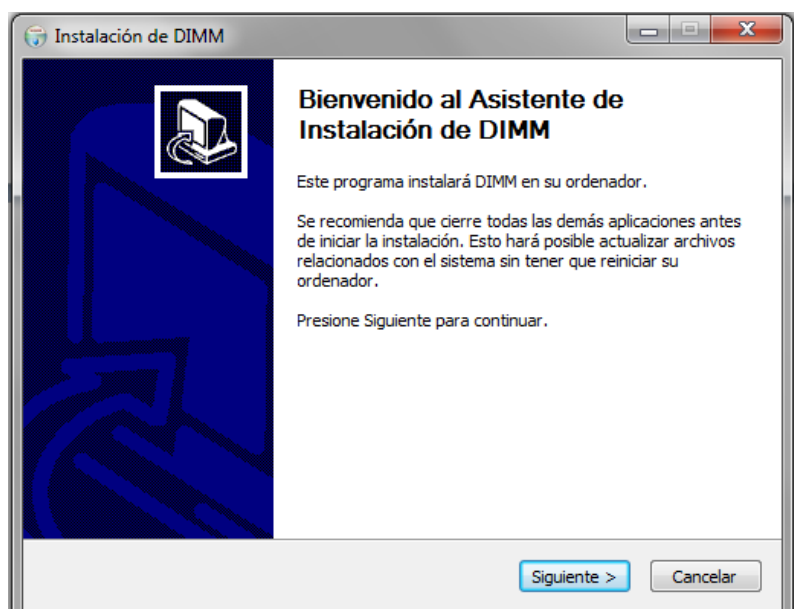 Instalación de DIMM
Bienvenido al Asistente de
Instalación de DIMM
Este programa instalará DIMM en su ordenador.
Se recomienda que cierre todas las demás aplicaciones antes
de iniciar la instalación. Esto hará posible actualizar archivos
relacionados con el sistema sin tener que reiniciar su
ordenador.
Presione Siguiente para continuar.
Siguiente >
Cancelar